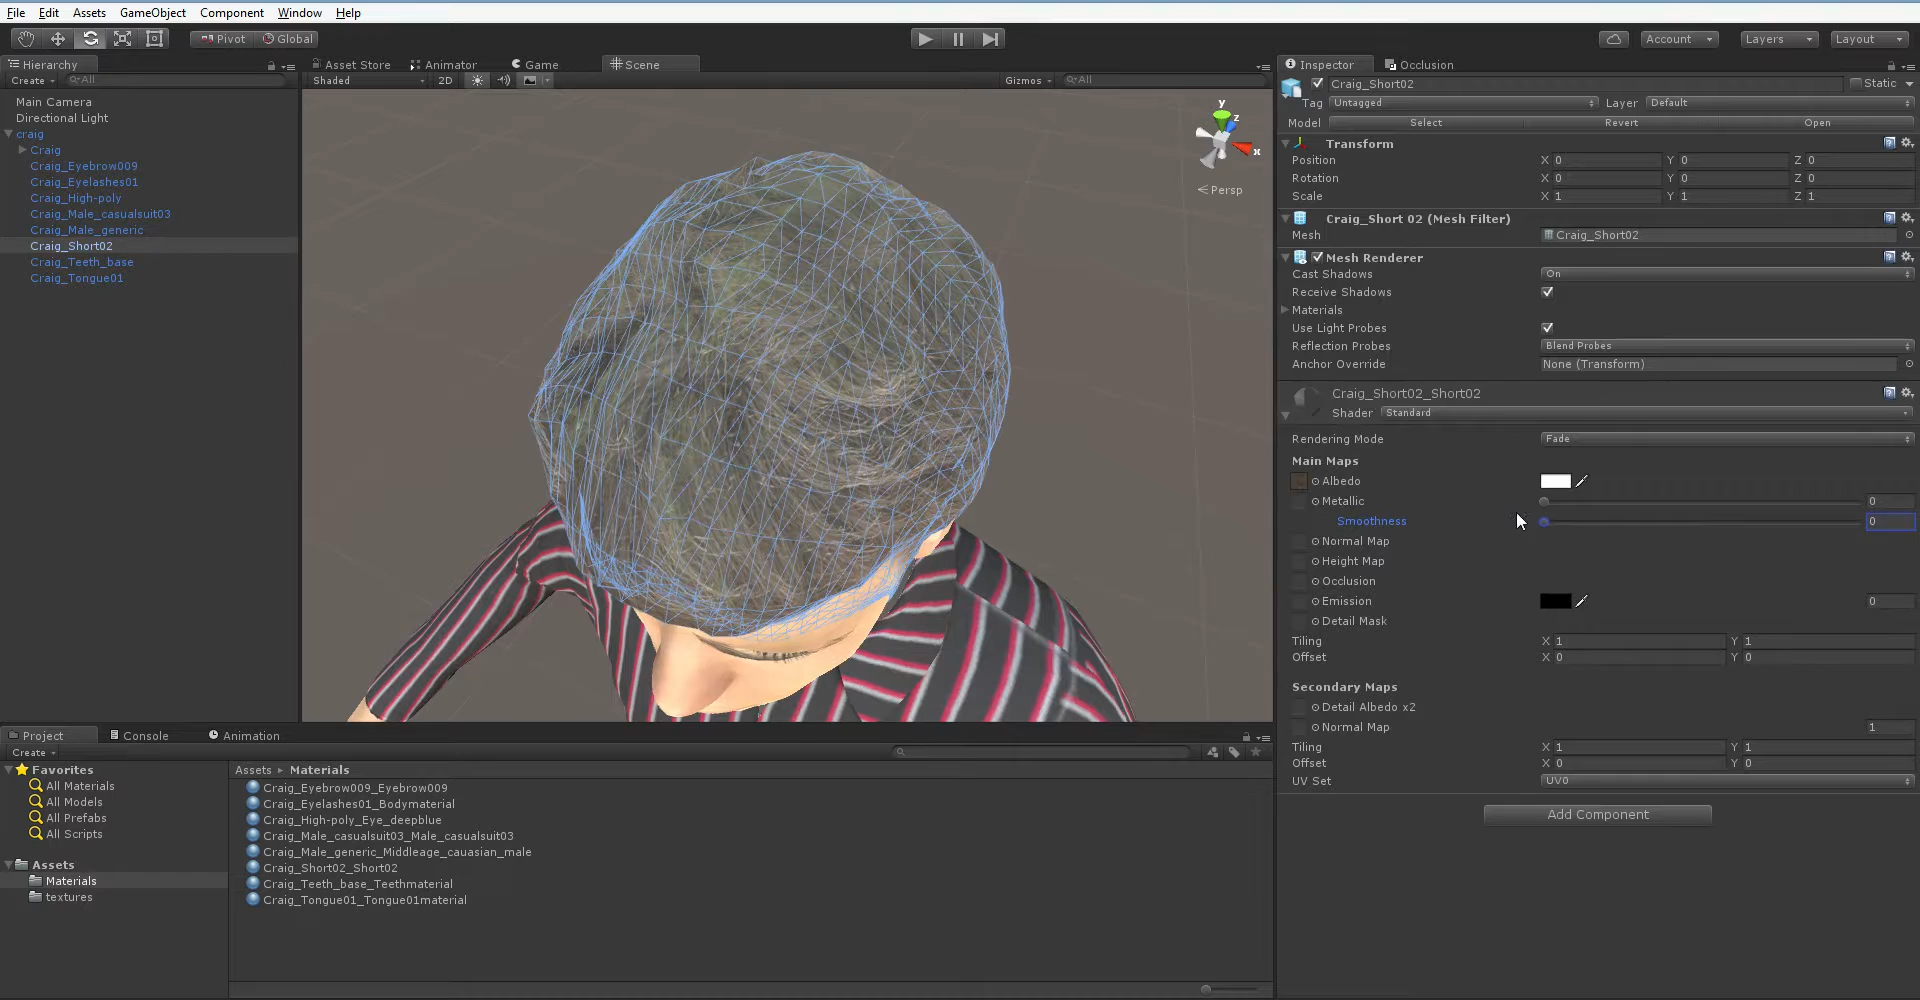 File Edit Assets GameObject Component Window Help
Pivot Global Account Layers Layout
Hierarchy
Create All
Main Camera
Directional Light
craig
Craig
Craig_Eyebrow009
Craig_Eyelashes01
Craig_High-poly
Craig_Male_casualsuit03
Craig_Male_generic
Craig_Short02
Craig_Teeth_base
Craig_Tongue01
Asset Store Animator Game Scene
Shaded 2D Gizmos All
y
z
x
Persp
Inspector Occlusion
Craig_Short02 Static
Tag Untagged Layer Default
Model Select Revert Open
Transform
Position X 0 Y 0 Z 0
Rotation X 0 Y 0 Z 0
Scale X 1 Y 1 Z 1
Craig_Short 02 (Mesh Filter)
Mesh Craig_Short02
Mesh Renderer
Cast Shadows On
Receive Shadows
Materials
Use Light Probes
Reflection Probes Blend Probes
Anchor Override None (Transform)
Craig_Short02_Short02
Shader Standard
Rendering Mode Fade
Main Maps
Albedo
Metallic 0
Smoothness 0
Normal Map
Height Map
Occlusion
Emission 0
Detail Mask
Tiling X 1 Y 1
Offset X 0 Y 0
Secondary Maps
Detail Albedo x2
Normal Map 1
Tiling X 1 Y 1
Offset X 0 Y 0
UV Set UV0
Add Component
Project Console Animation
Create
Favorites
All Materials
All Models
All Prefabs
All Scripts
Assets
Materials
textures
Assets Materials
Craig_Eyebrow009_Eyebrow009
Craig_Eyelashes01_Bodymaterial
Craig_High-poly_Eye_deepblue
Craig_Male_casualsuit03_Male_casualsuit03
Craig_Male_generic_Middleage_cauasian_male
Craig_Short02_Short02
Craig_Teeth_base_Teethmaterial
Craig_Tongue01_Tongue01material